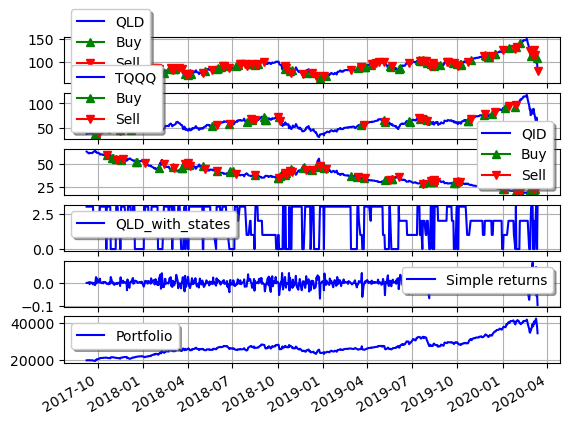 QLD
Buy
Sell
150
100
TQQQ
Buy
Sell
100
50
QID
Buy
Sell
50
25
QLD_with_states
2.5
0.0
Simple returns
0.0
−0.1
Portfolio
40000
20000
2017-10
2018-01
2018-04
2018-07
2018-10
2019-01
2019-04
2019-07
2019-10
2020-01
2020-04